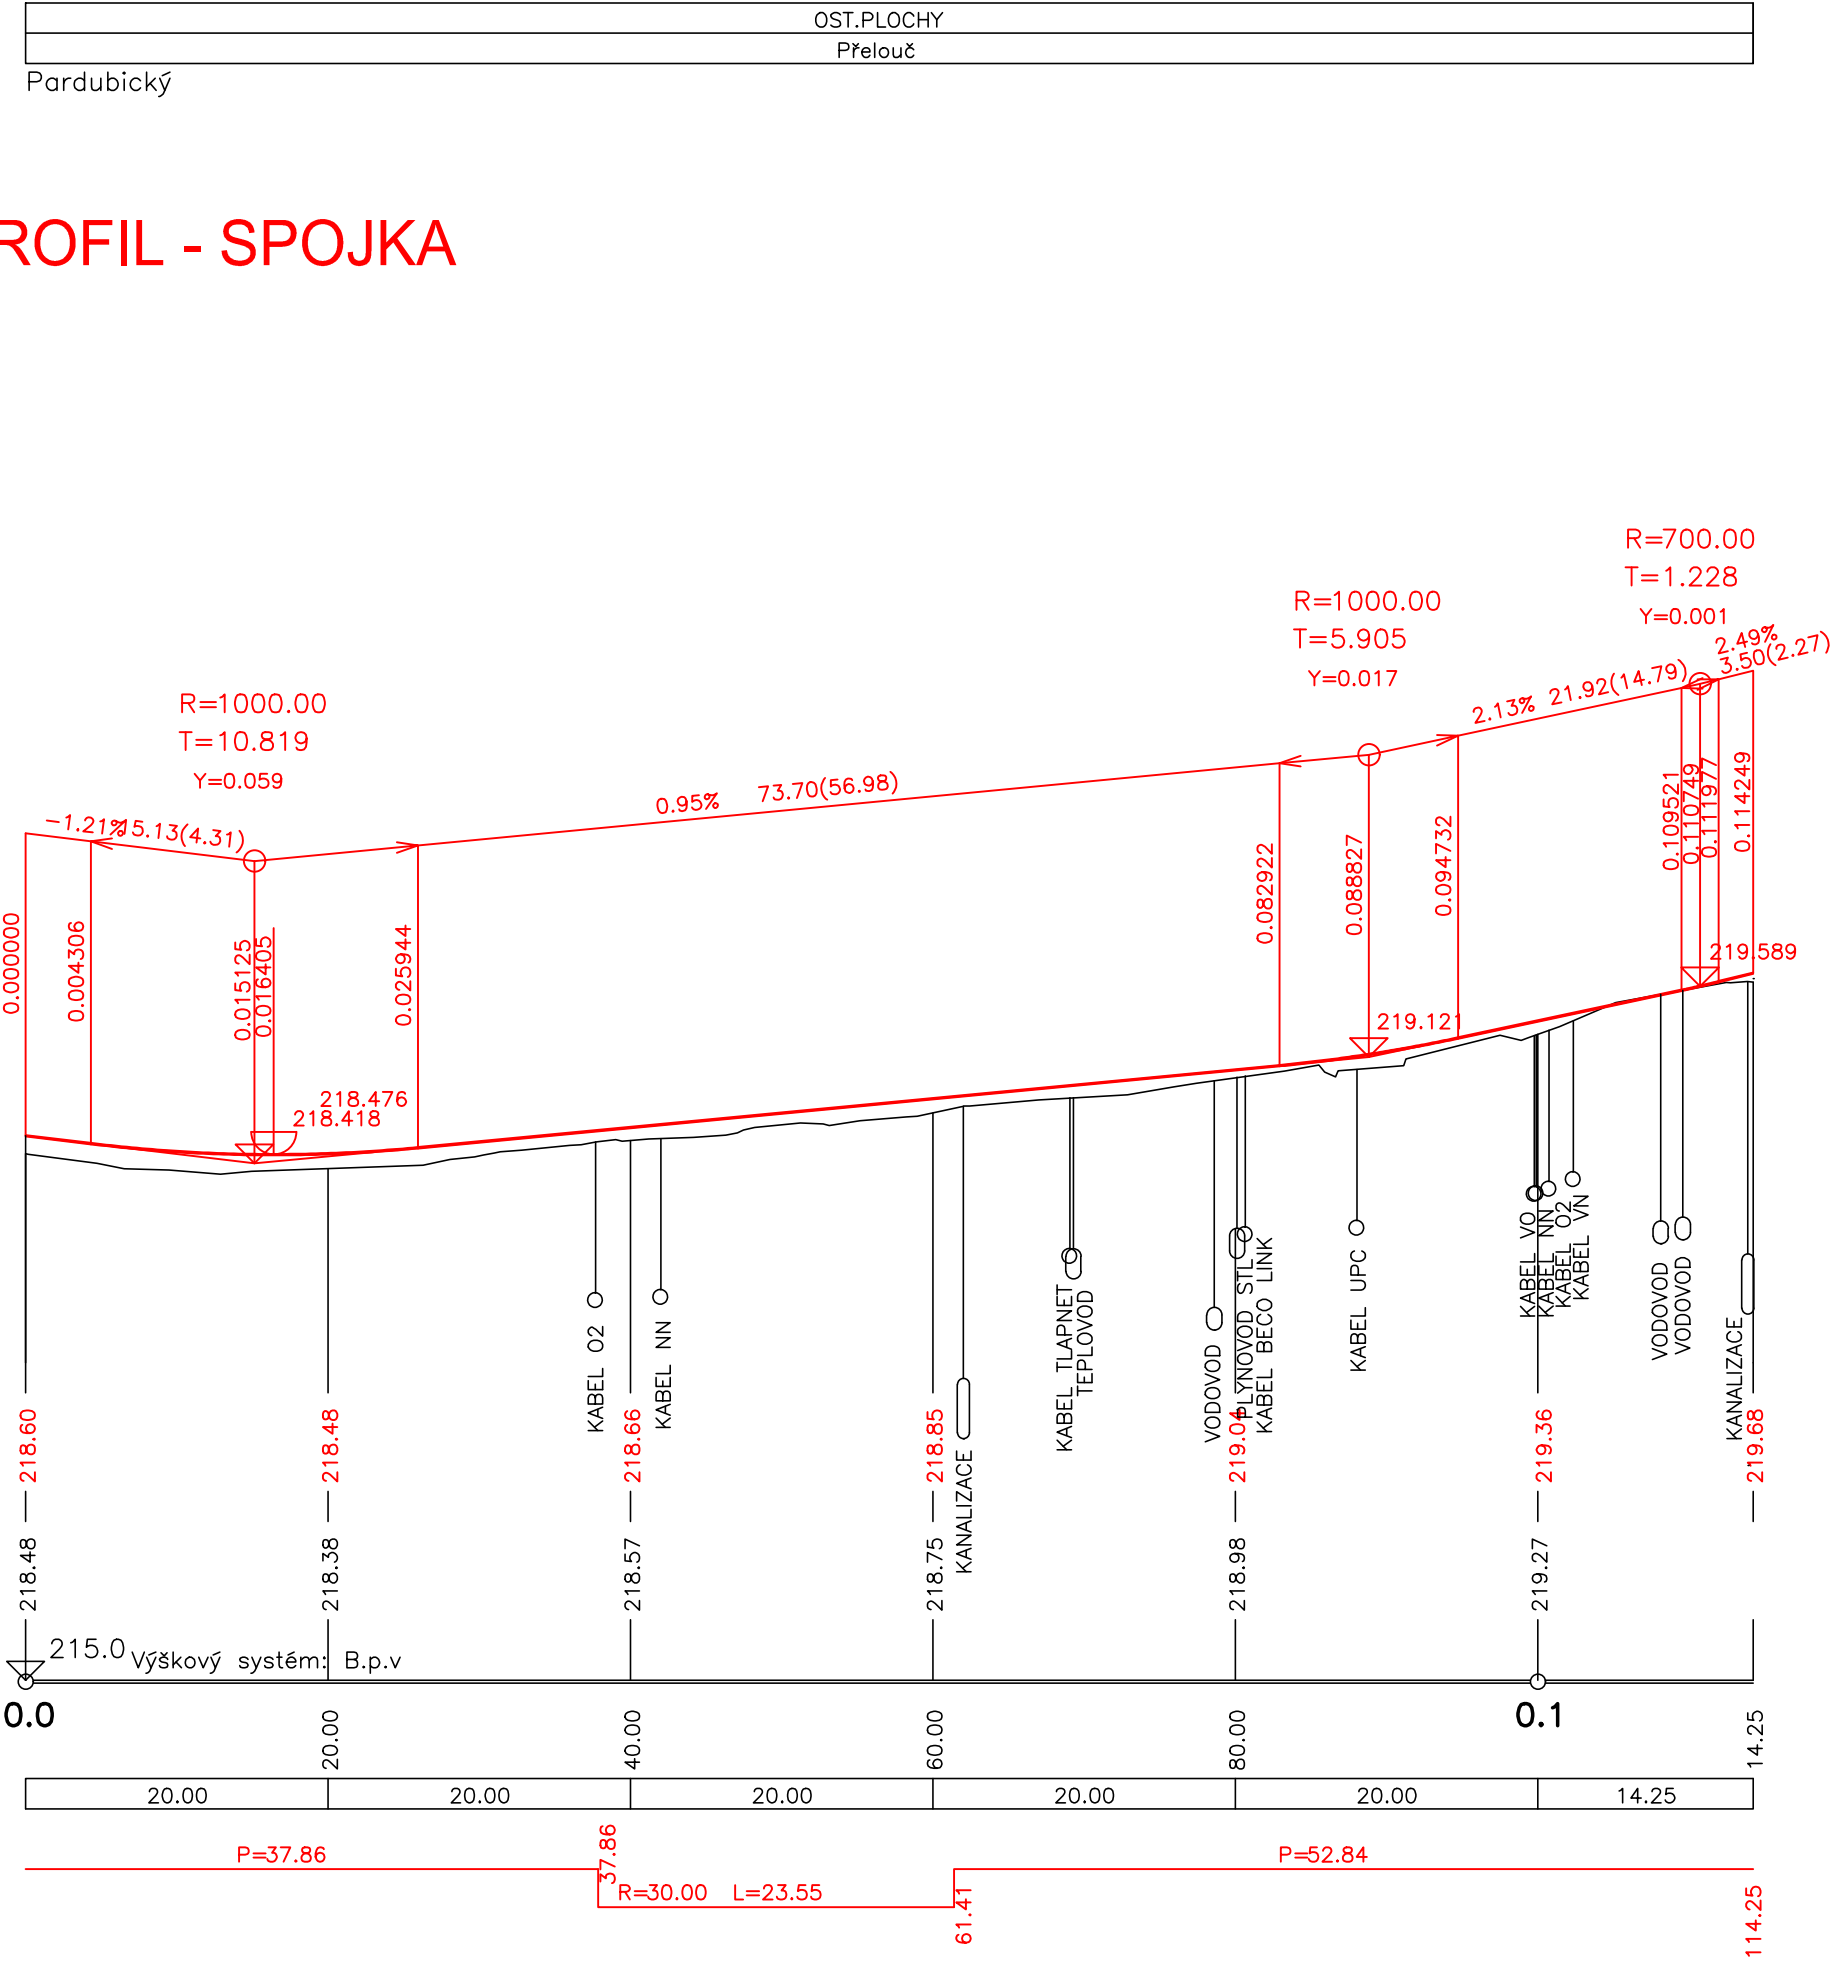 OST.PLOCHY
Přelouč
Pardubický
ROFIL - SPOJKA
R=700.00
T=1.228
Y=0.001
R=1000.00
T=5.905
Y=0.017
R=1000.00
T=10.819
Y=0.059
-1.21%
15.13(4.31)
0.95% 73.70(56.98)
2.13% 21.92(14.79)
2.49%
3.50(2.27)
0.000000
0.004306
0.015125
0.016405
0.025944
0.082922
0.088827
0.094732
0.109521
0.110749
0.111977
0.114249
218.476
218.418
219.121
219.589
KABEL O2
KABEL NN
KANALIZACE
KABEL TLAPNET
TEPLOVOD
VODOVOD
PLYNOVOD STL
KABEL BECO LINK
KABEL UPC
KABEL VO
KABEL NN
KABEL O2
KABEL VN
VODOVOD
VODOVOD
KANALIZACE
218.60
218.48
218.66
218.85
219.04
219.36
219.68
218.48
218.38
218.57
218.75
218.98
219.27
215.0
Výškový systém: B.p.v
0.0
0.1
20.00
40.00
60.00
80.00
14.25
20.00 20.00 20.00 20.00 20.00 14.25
P=37.86
37.86
R=30.00 L=23.55
61.41
P=52.84
114.25